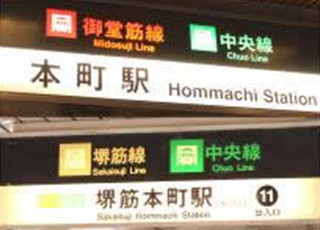 御堂筋線 中央線
Midosuji Line Chuo Line
本町駅 Hommachi Station
堺筋線 中央線
Sakaisuji Line Chuo Line
堺筋本町駅 11
Sakaisuji Hommachi Station 出入口